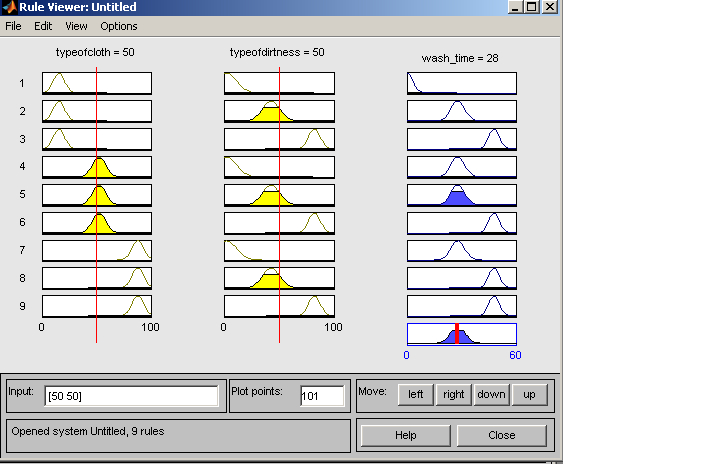 Rule Viewer: Untitled
File Edit View Options
typeofcloth = 50 typeofdirtness = 50 wash_time = 28
1
2
3
4
5
6
7
8
9
0 100 0 100
0 60
Input: [50 50] Plot points: 101 Move: left right down up
Opened system Untitled, 9 rules Help Close